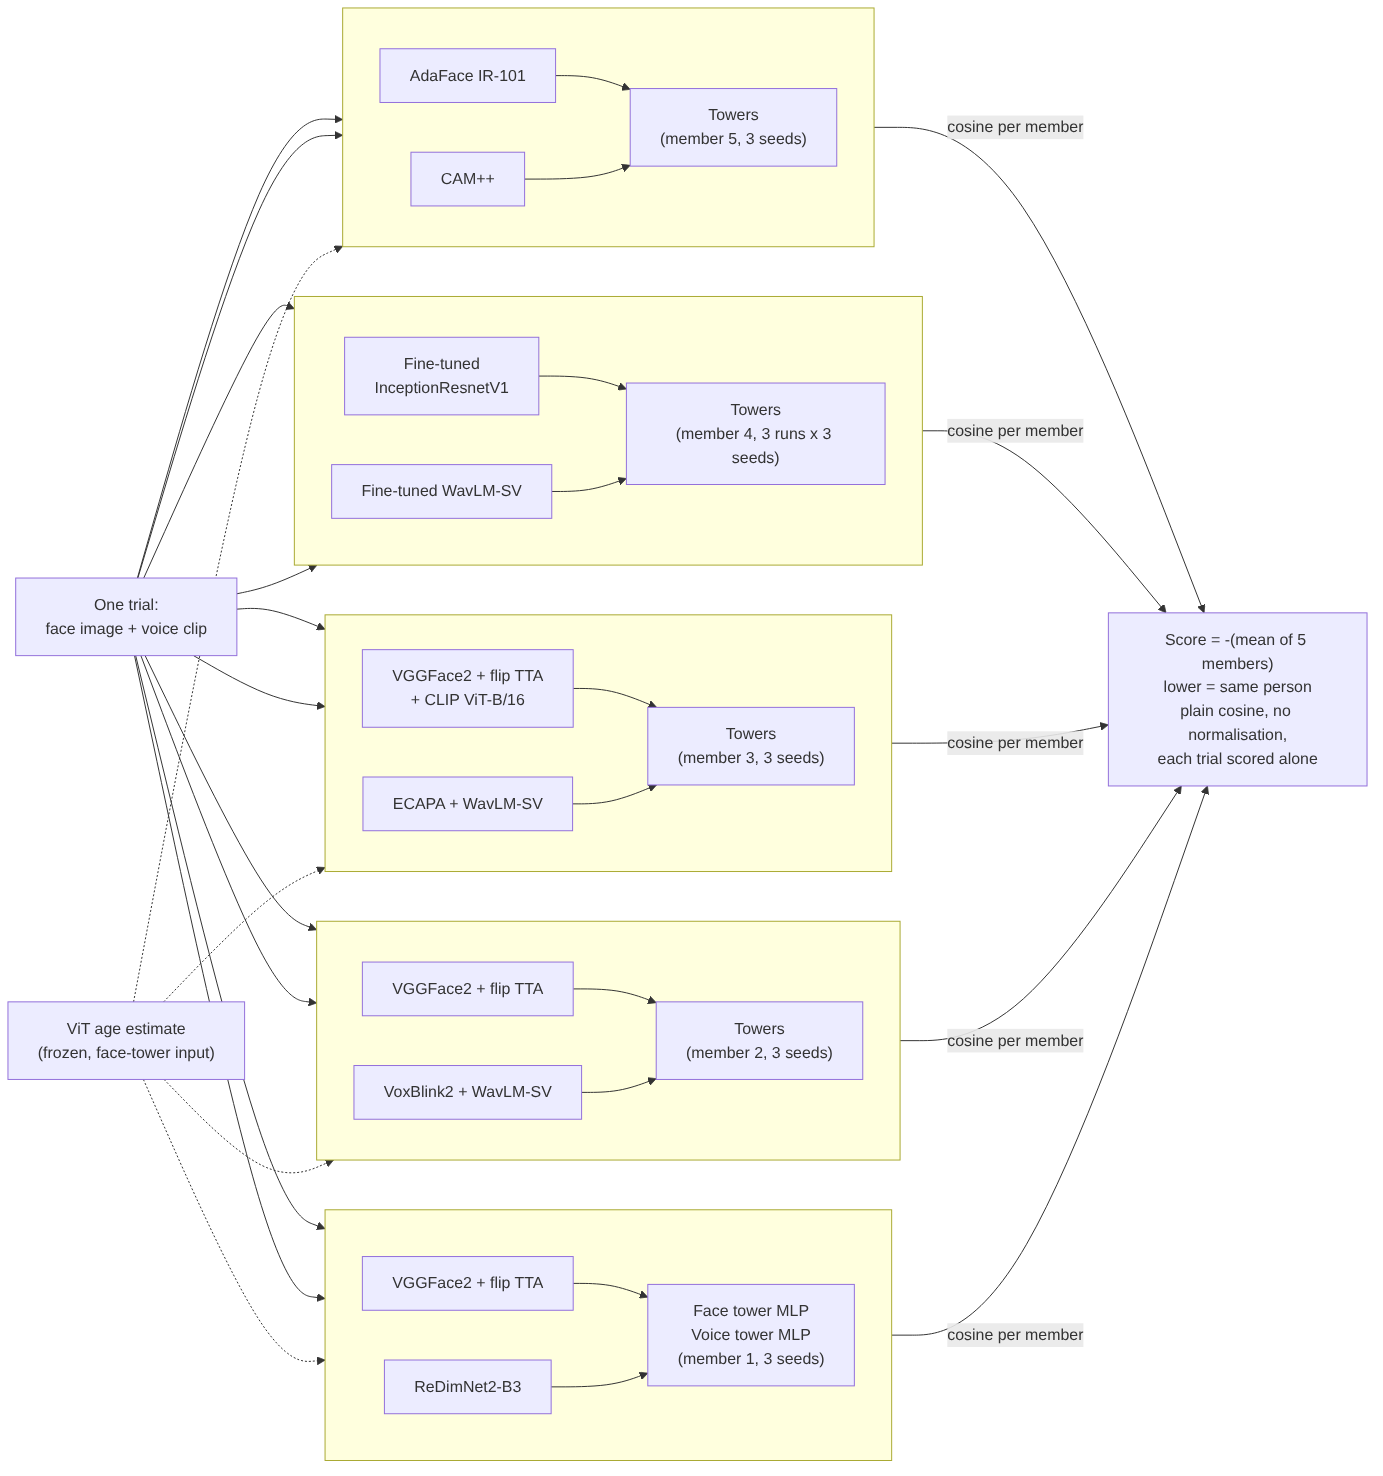 AdaFace IR-101
CAM++
Towers
(member 5, 3 seeds)
cosine per member
Fine-tuned
InceptionResnetV1
Fine-tuned WavLM-SV
Towers
(member 4, 3 runs x 3
seeds)
cosine per member
One trial:
face image + voice clip
VGGFace2 + flip TTA
+ CLIP ViT-B/16
ECAPA + WavLM-SV
Towers
(member 3, 3 seeds)
cosine per member
Score = -(mean of 5
members)
lower = same person
plain cosine, no
normalisation,
each trial scored alone
ViT age estimate
(frozen, face-tower input)
VGGFace2 + flip TTA
VoxBlink2 + WavLM-SV
Towers
(member 2, 3 seeds)
cosine per member
VGGFace2 + flip TTA
ReDimNet2-B3
Face tower MLP
Voice tower MLP
(member 1, 3 seeds)
cosine per member